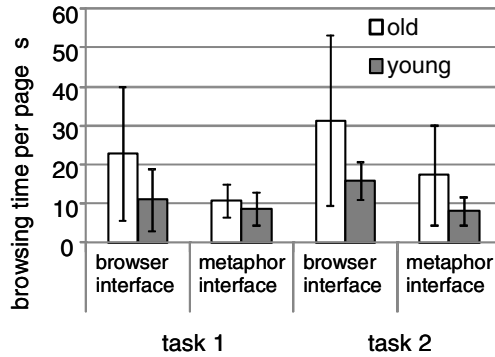 browsing time per page s
60
50
40
30
20
10
0
old
young
browser interface
metaphor interface
browser interface
metaphor interface
task 1
task 2